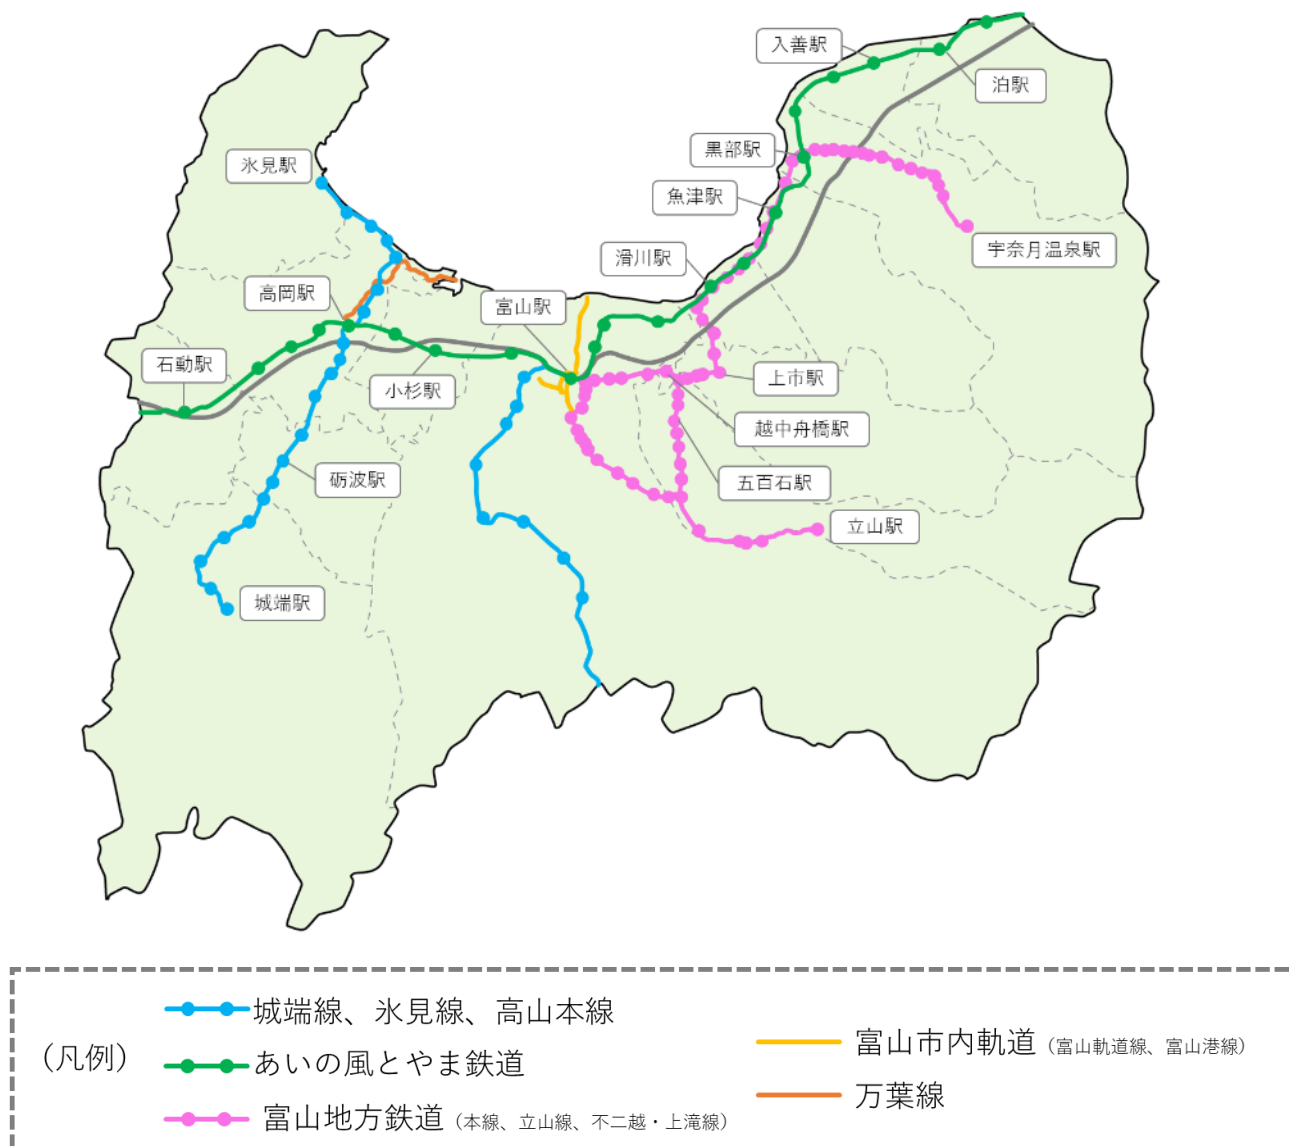 入善駅
泊駅
黒部駅
氷見駅
魚津駅
宇奈月温泉駅
滑川駅
高岡駅
富山駅
石動駅
小杉駅
上市駅
越中舟橋駅
砺波駅
五百石駅
立山駅
城端駅
(凡例)
城端線、氷見線、高山本線
あいの風とやま鉄道
富山地方鉄道(本線、立山線、不二越・上滝線)
富山市内軌道(富山軌道線、富山港線)
万葉線